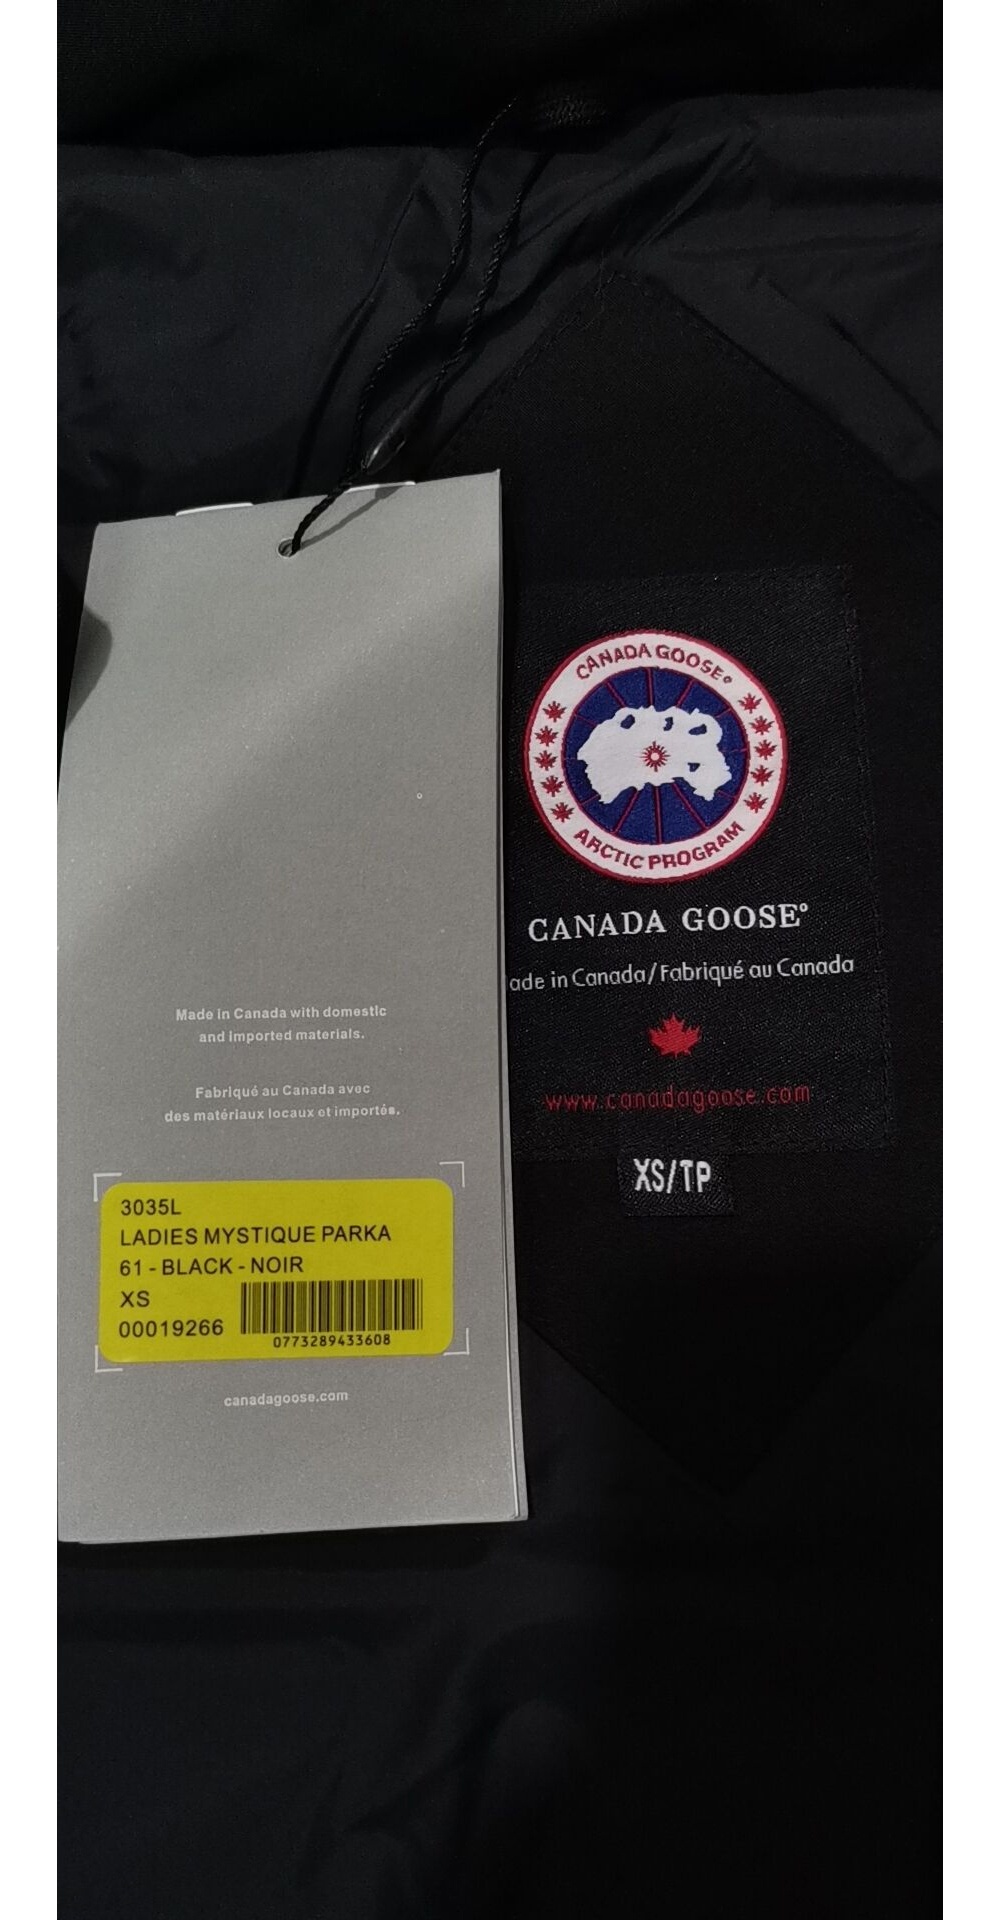 Made in Canada with domestic
and imported materials.
Fabriqué au Canada avec
des matériaux locaux et importés.
3035L
LADIES MYSTIQUE PARKA
61 - BLACK - NOIR
XS
00019266
0773289433608
canadagoose.com
CANADA GOOSE
ARCTIC PROGRAM
CANADA GOOSE
ade in Canada/Fabriqué au Canada
www.canadagoose.com
XS/TP